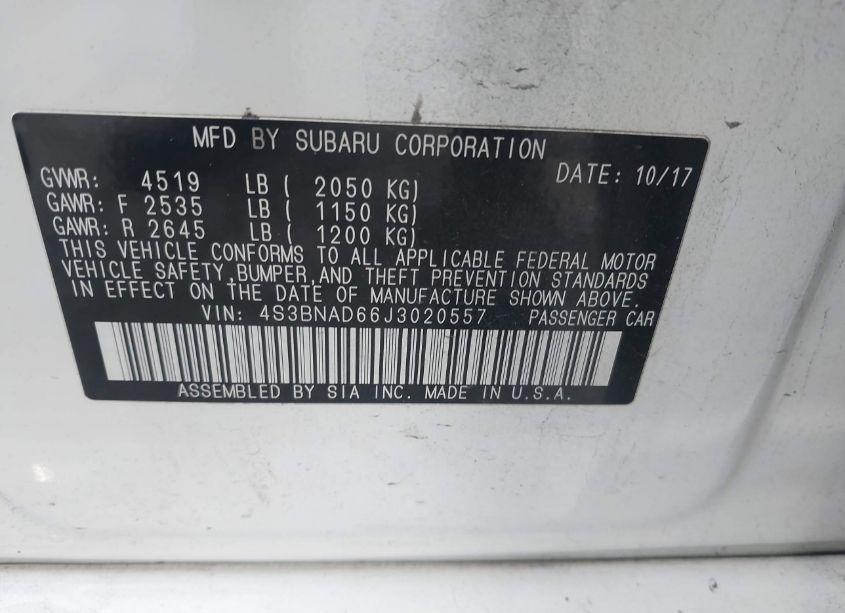 MFD BY SUBARU CORPORATION
DATE: 10/17
GVWR: 4519 LB ( 2050 KG)
GAWR: F 2535 LB ( 1150 KG)
GAWR: R 2645 LB ( 1200 KG)
THIS VEHICLE CONFORMS TO ALL APPLICABLE FEDERAL MOTOR
VEHICLE SAFETY, BUMPER, AND THEFT PREVENTION STANDARDS
IN EFFECT ON THE DATE OF MANUFACTURE SHOWN ABOVE.
VIN: 4S3BNAD66J3020557 PASSENGER CAR
ASSEMBLED BY SIA INC. MADE IN U.S.A.